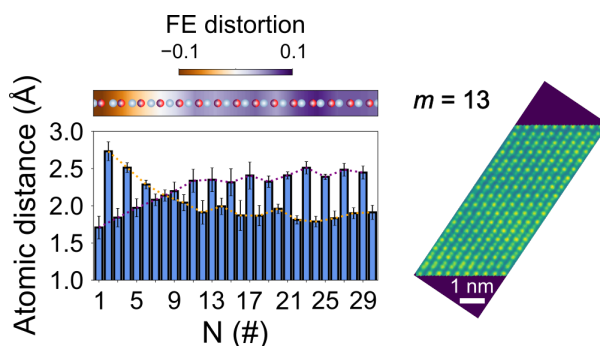 FE distortion
−0.1 0.1
m = 13
Atomic distance (Å)
3.0
2.5
2.0
1.5
1.0
1 5 9 13 17 21 25 29
N (#)
1 nm